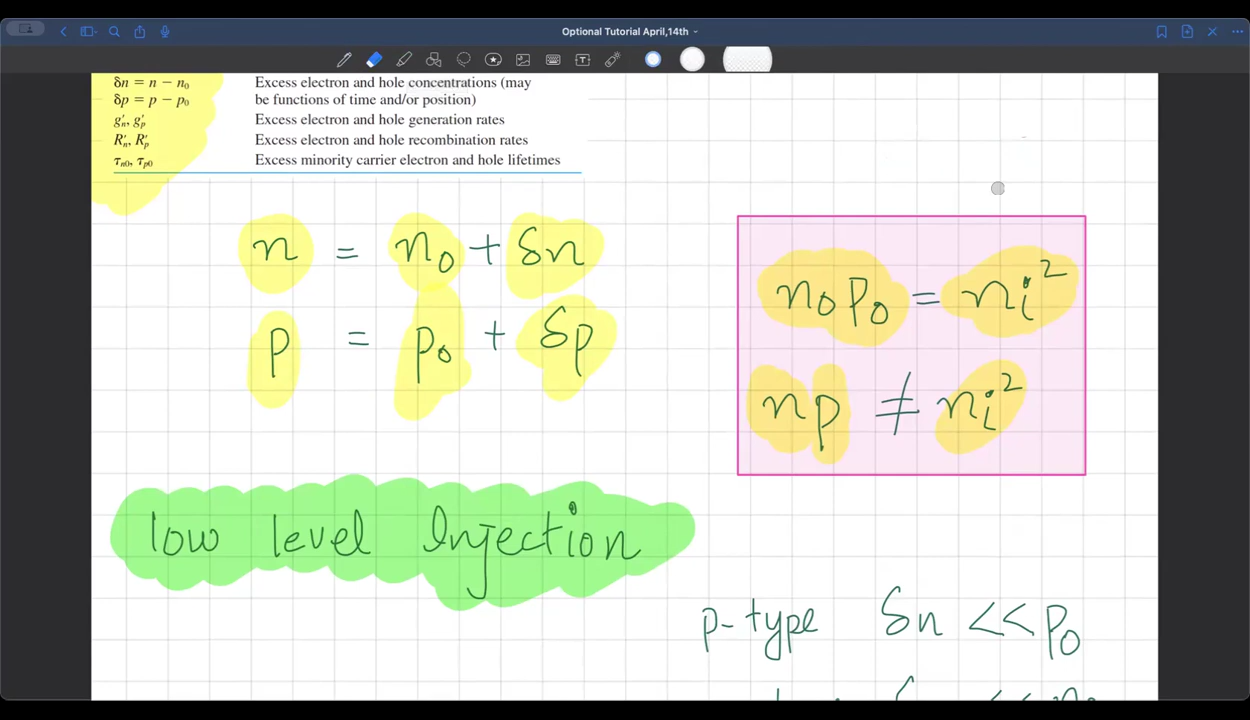 Optional Tutorial April,14th
δn = n − n₀ Excess electron and hole concentrations (may
δp = p − p₀ be functions of time and/or position)
g′ₙ, g′ₚ Excess electron and hole generation rates
R′ₙ, R′ₚ Excess electron and hole recombination rates
τₙ₀, τₚ₀ Excess minority carrier electron and hole lifetimes
n = n₀ + δn
p = p₀ + δp
n₀p₀ = nᵢ²
np ≠ nᵢ²
low level Injection
p-type δn << p₀